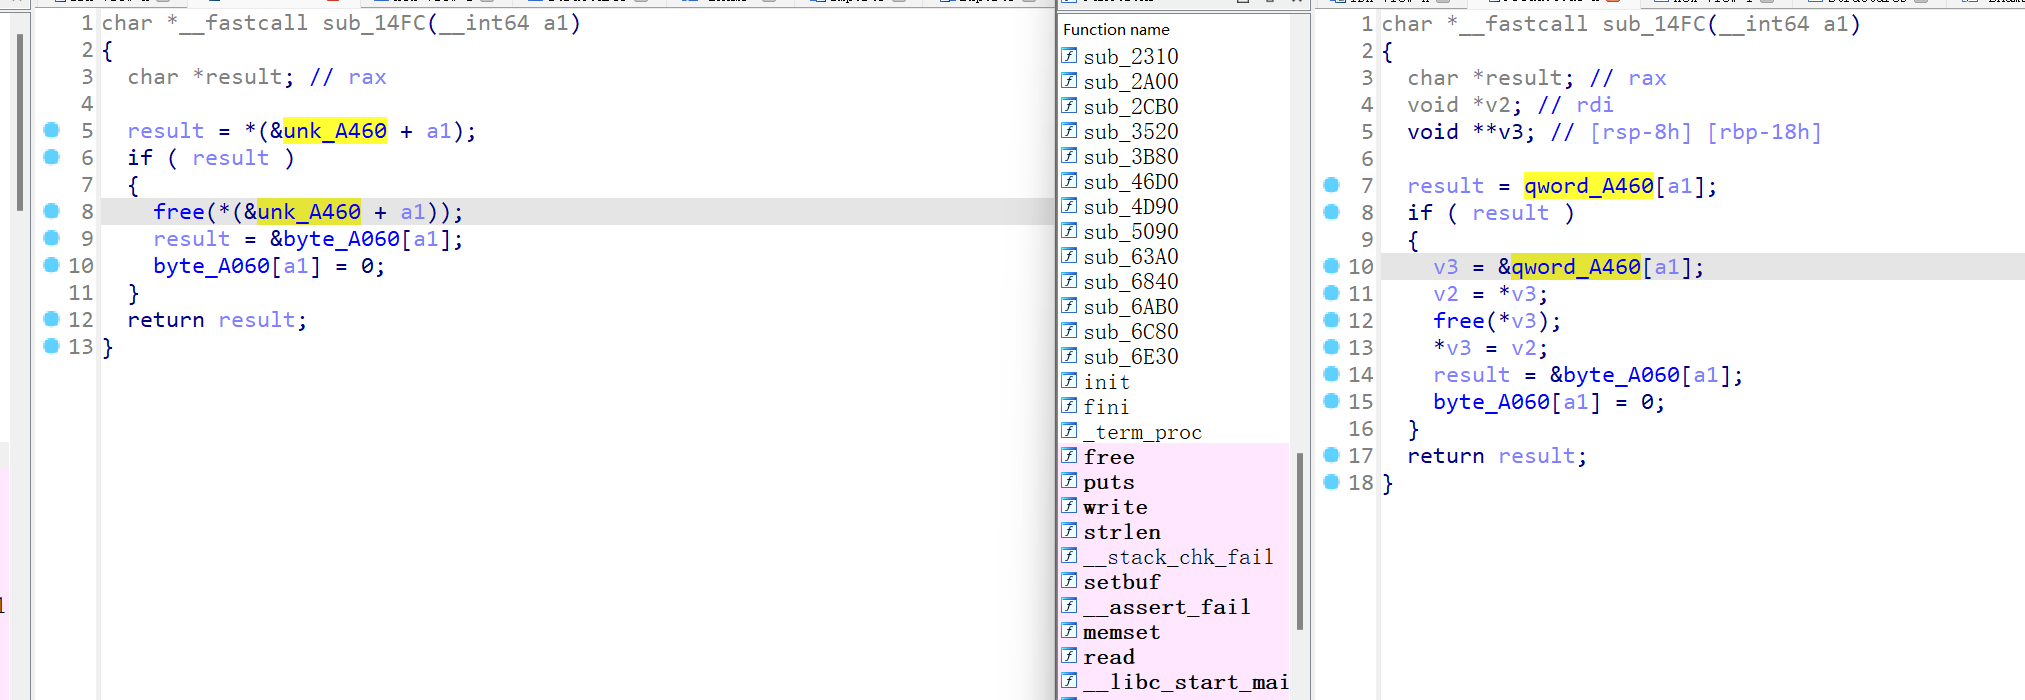 1 char *__fastcall sub_14FC(__int64 a1)
2 {
3 char *result; // rax
4
5 result = *(&unk_A460 + a1);
6 if ( result )
7 {
8 free(*(&unk_A460 + a1));
9 result = &byte_A060[a1];
10 byte_A060[a1] = 0;
11 }
12 return result;
13 }
Function name
f sub_2310
f sub_2A00
f sub_2CB0
f sub_3520
f sub_3B80
f sub_46D0
f sub_4D90
f sub_5090
f sub_63A0
f sub_6840
f sub_6AB0
f sub_6C80
f sub_6E30
f init
f fini
f _term_proc
f free
f puts
f write
f strlen
f __stack_chk_fail
f setbuf
f __assert_fail
f memset
f read
f __libc_start_mai
1 char *__fastcall sub_14FC(__int64 a1)
2 {
3 char *result; // rax
4 void *v2; // rdi
5 void **v3; // [rsp-8h] [rbp-18h]
6
7 result = qword_A460[a1];
8 if ( result )
9 {
10 v3 = &qword_A460[a1];
11 v2 = *v3;
12 free(*v3);
13 *v3 = v2;
14 result = &byte_A060[a1];
15 byte_A060[a1] = 0;
16 }
17 return result;
18 }